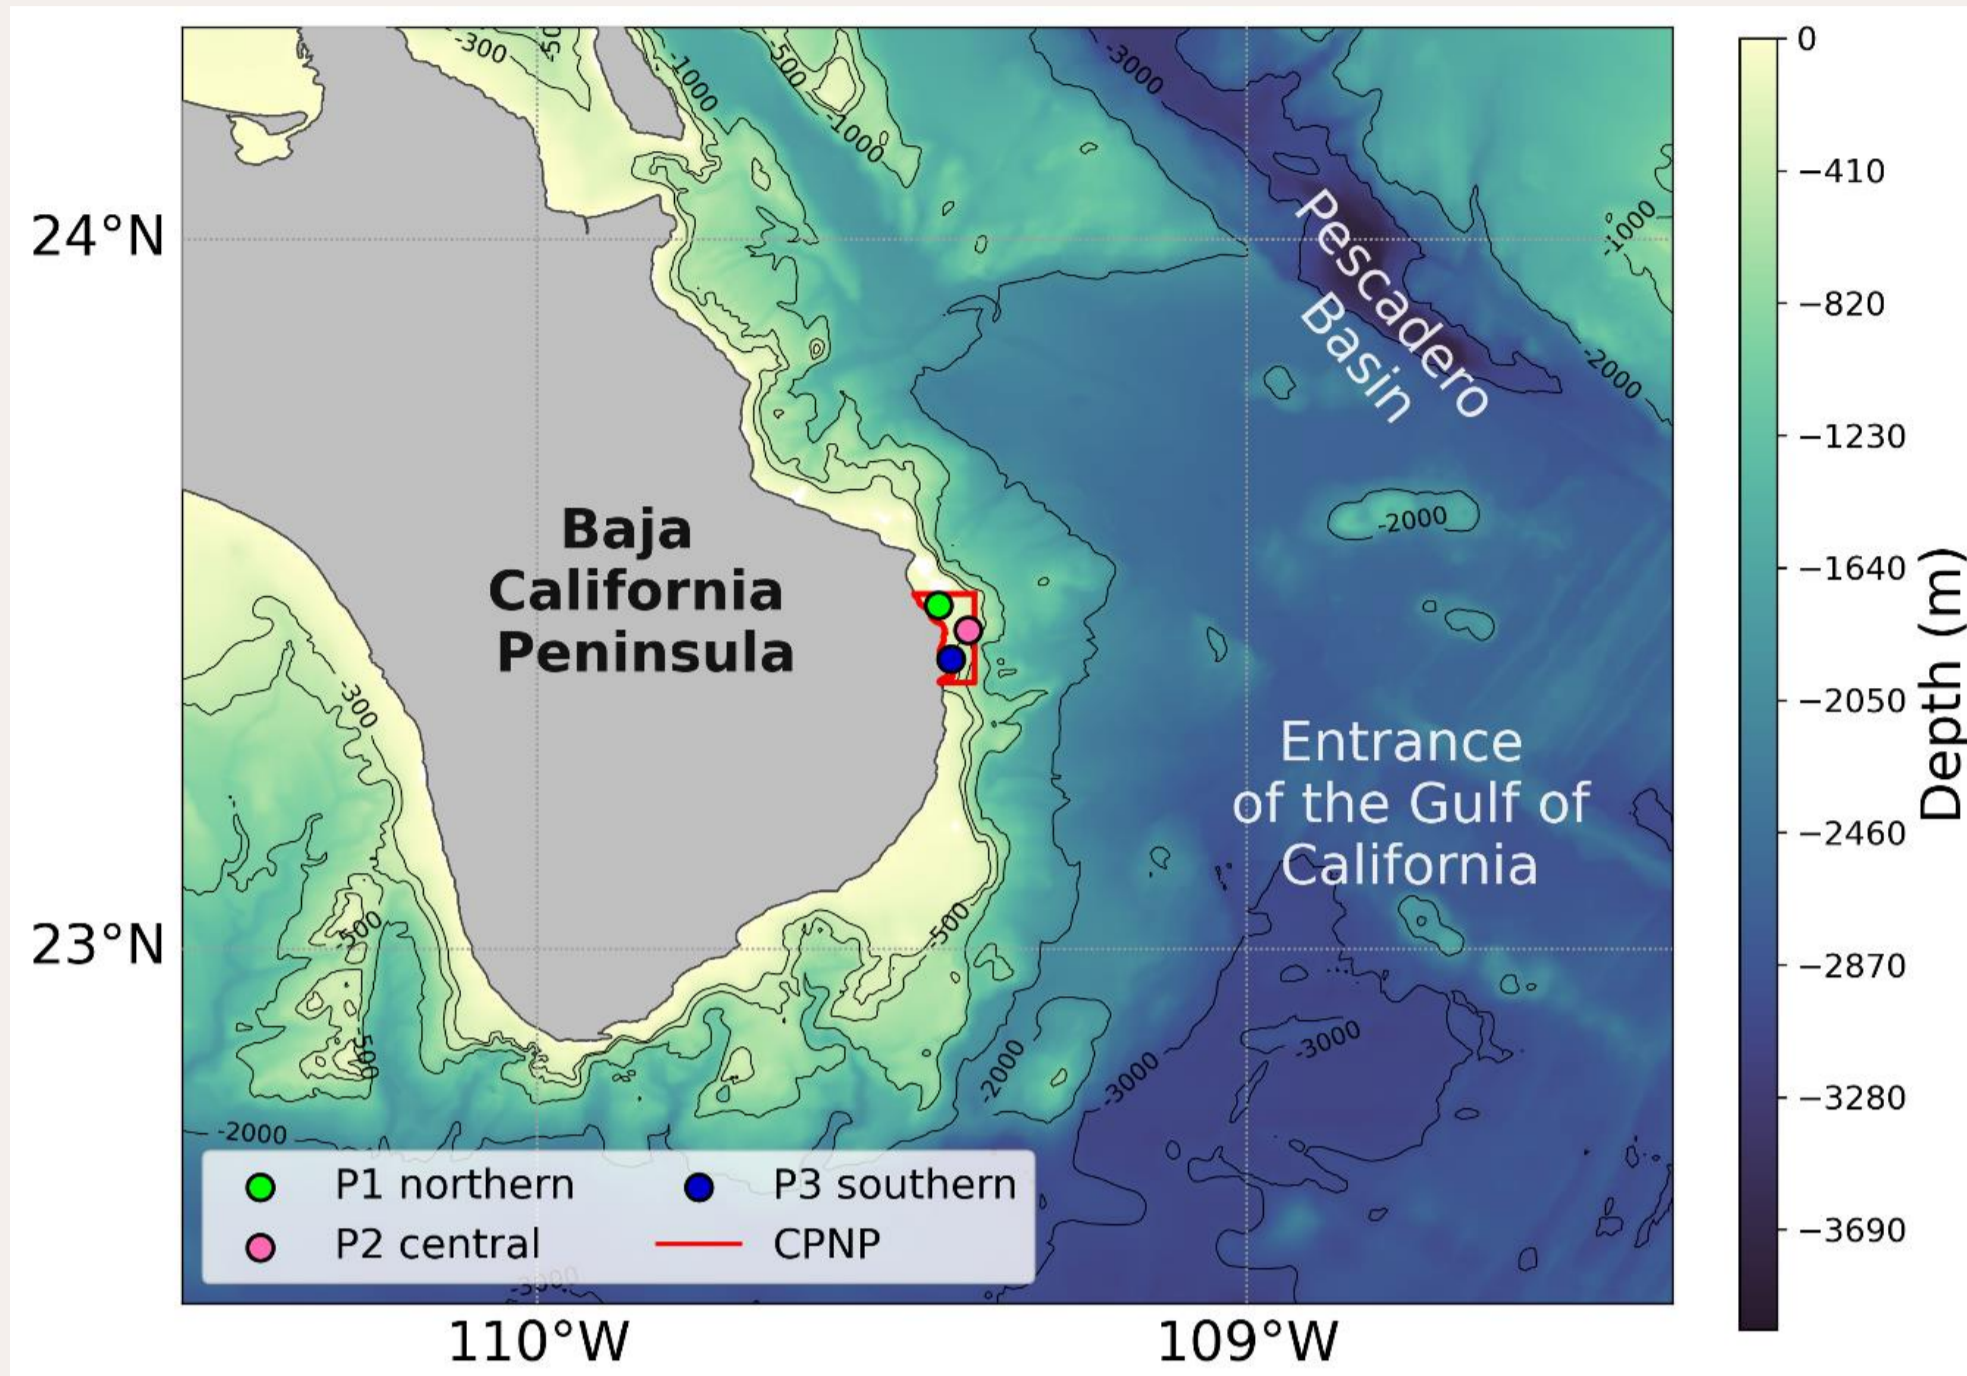 -300
-50
-1000
-500
-1000
-3000
0
−410
24°N
Pescadero
Basin
-1000
−820
-2000
−1230
Baja
California
Peninsula
-2000
−1640
Depth (m)
-300
−2050
Entrance
of the Gulf of
California
−2460
-500
-500
23°N
−2870
-500
-2000
-3000
-3000
−3280
-2000
P1 northern
P3 southern
P2 central
CPNP
−3690
-3000
110°W
109°W